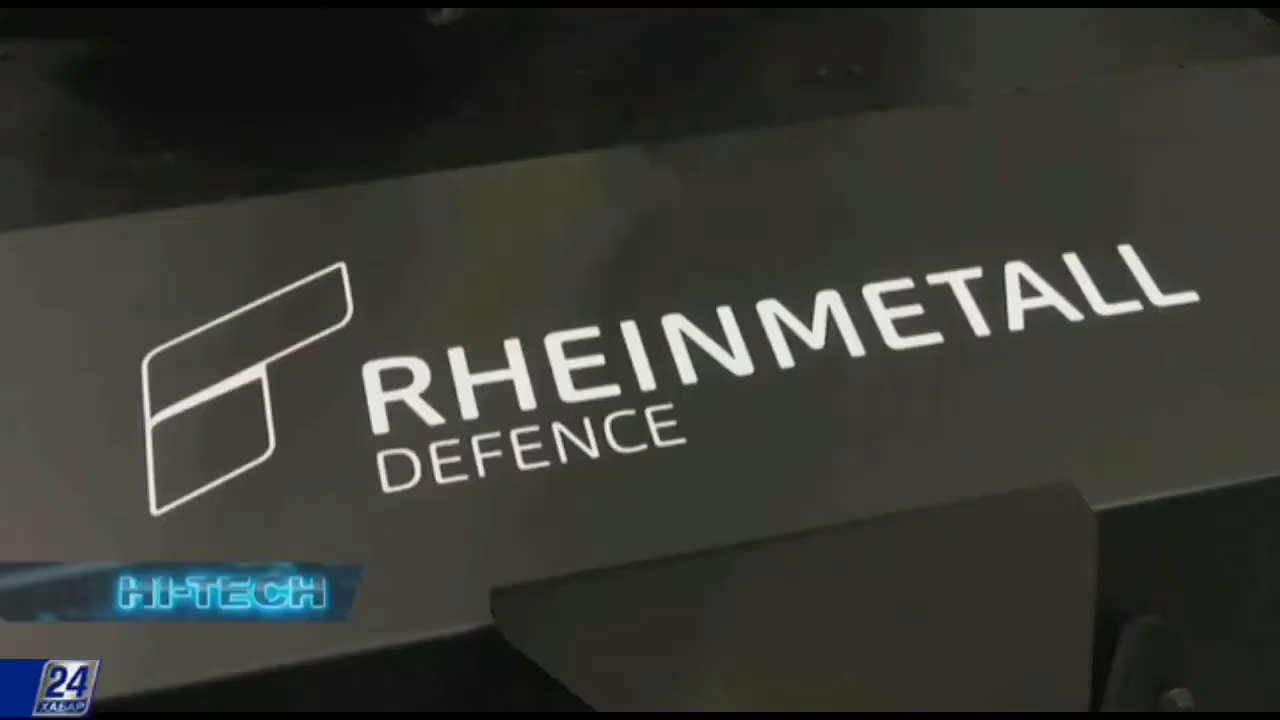 RHEINMETALL
DEFENCE
HI-TECH
24
ХАБАР